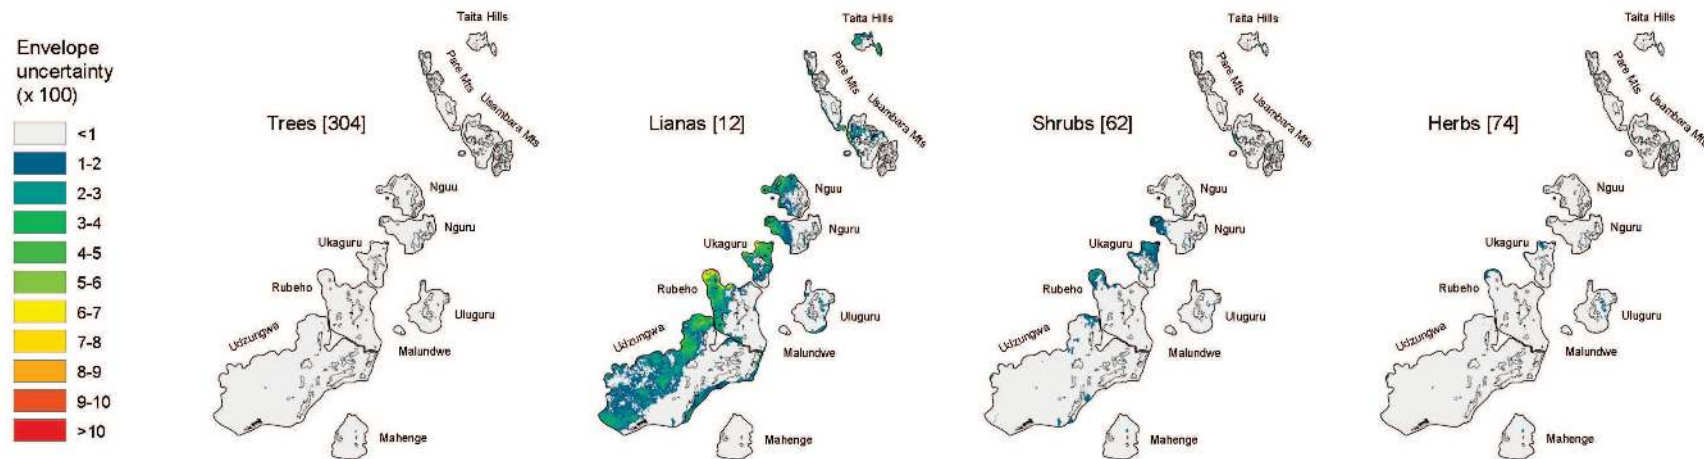 Envelope
uncertainty
(x 100)
<1
1-2
2-3
3-4
4-5
5-6
6-7
7-8
8-9
9-10
>10
Trees [304]
Taita Hills
Pare Mts
Usambara Mts
Nguu
Nguru
Ukaguru
Rubeho
Uluguru
Udzungwa
Malundwe
Mahenge
Lianas [12]
Taita Hills
Pare Mts
Usambara Mts
Nguu
Nguru
Ukaguru
Rubeho
Uluguru
Udzungwa
Malundwe
Mahenge
Shrubs [62]
Taita Hills
Pare Mts
Usambara Mts
Nguu
Nguru
Ukaguru
Rubeho
Uluguru
Udzungwa
Malundwe
Mahenge
Herbs [74]
Taita Hills
Pare Mts
Usambara Mts
Nguu
Nguru
Ukaguru
Rubeho
Uluguru
Udzungwa
Malundwe
Mahenge